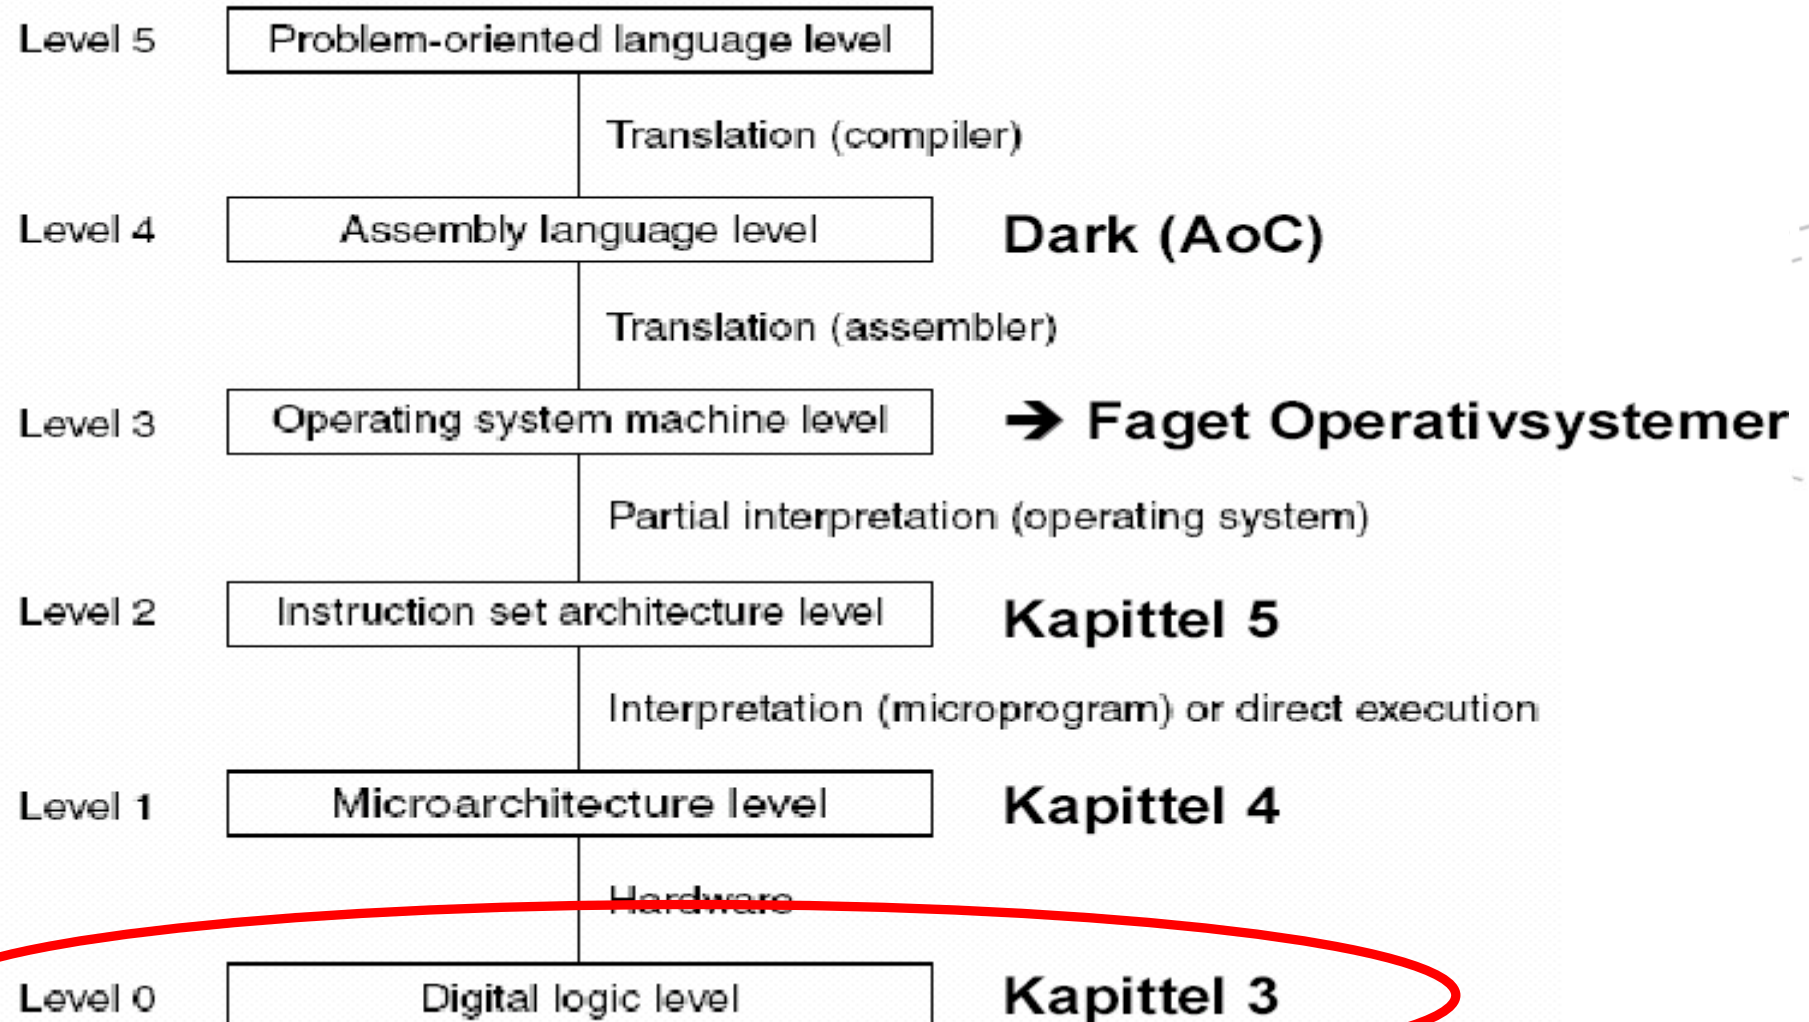 Level 5 Problem-oriented language level
Translation (compiler)
Level 4 Assembly language level Dark (AoC)
Translation (assembler)
Level 3 Operating system machine level ➔ Faget Operativsystemer
Partial interpretation (operating system)
Level 2 Instruction set architecture level Kapittel 5
Interpretation (microprogram) or direct execution
Level 1 Microarchitecture level Kapittel 4
Hardware
Level 0 Digital logic level Kapittel 3